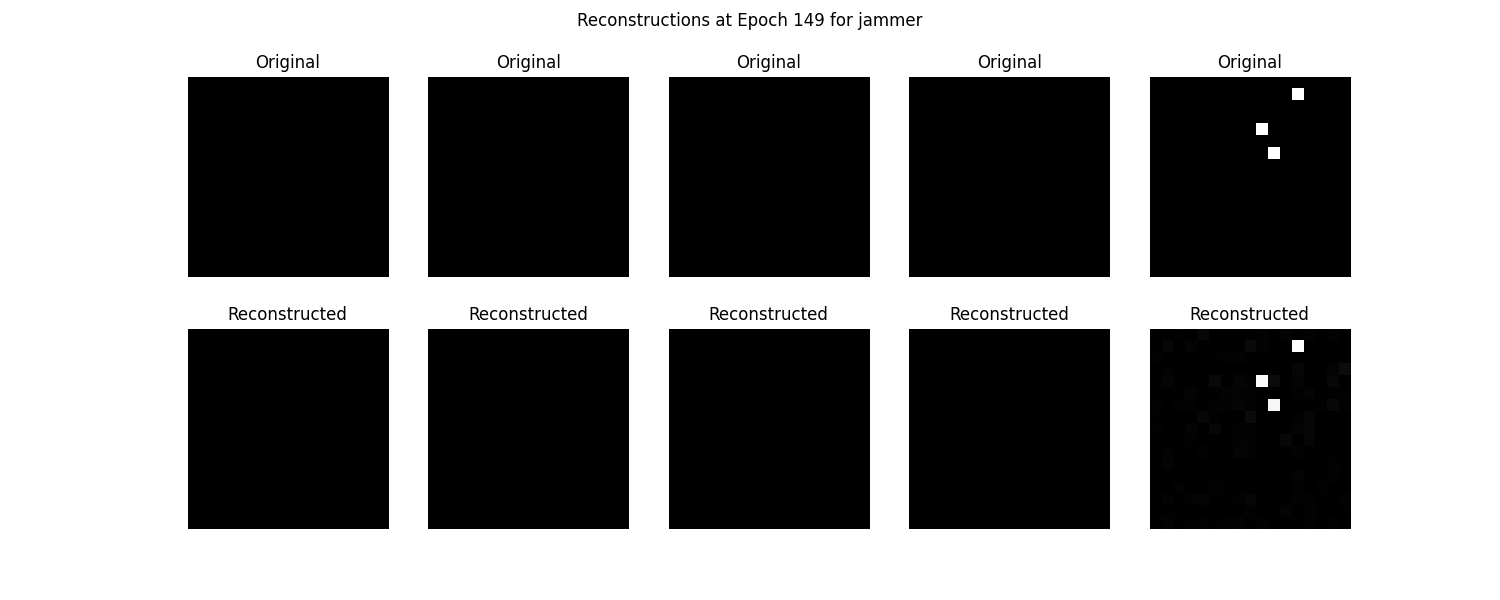 Reconstructions at Epoch 149 for jammer
Original Original Original Original Original
Reconstructed Reconstructed Reconstructed Reconstructed Reconstructed